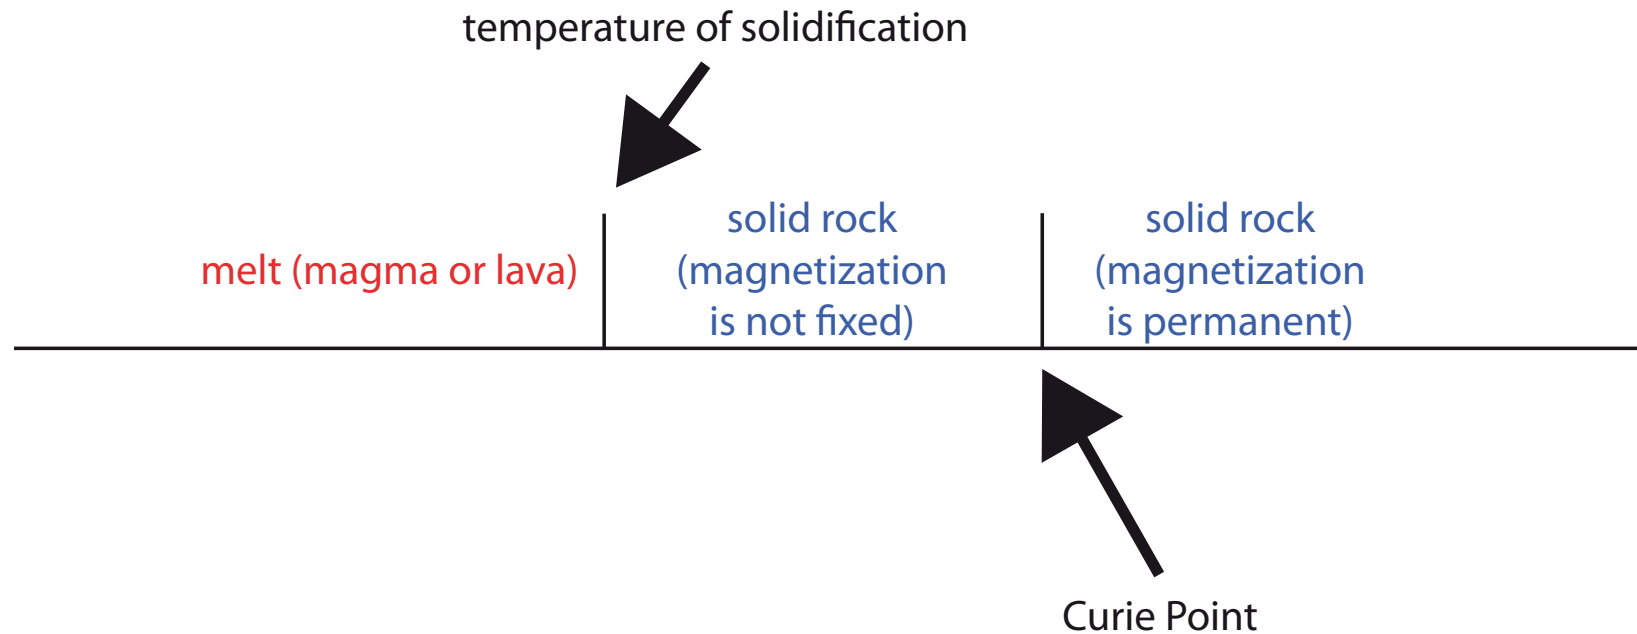 temperature of solidification
melt (magma or lava)
solid rock
(magnetization
is not fixed)
solid rock
(magnetization
is permanent)
Curie Point